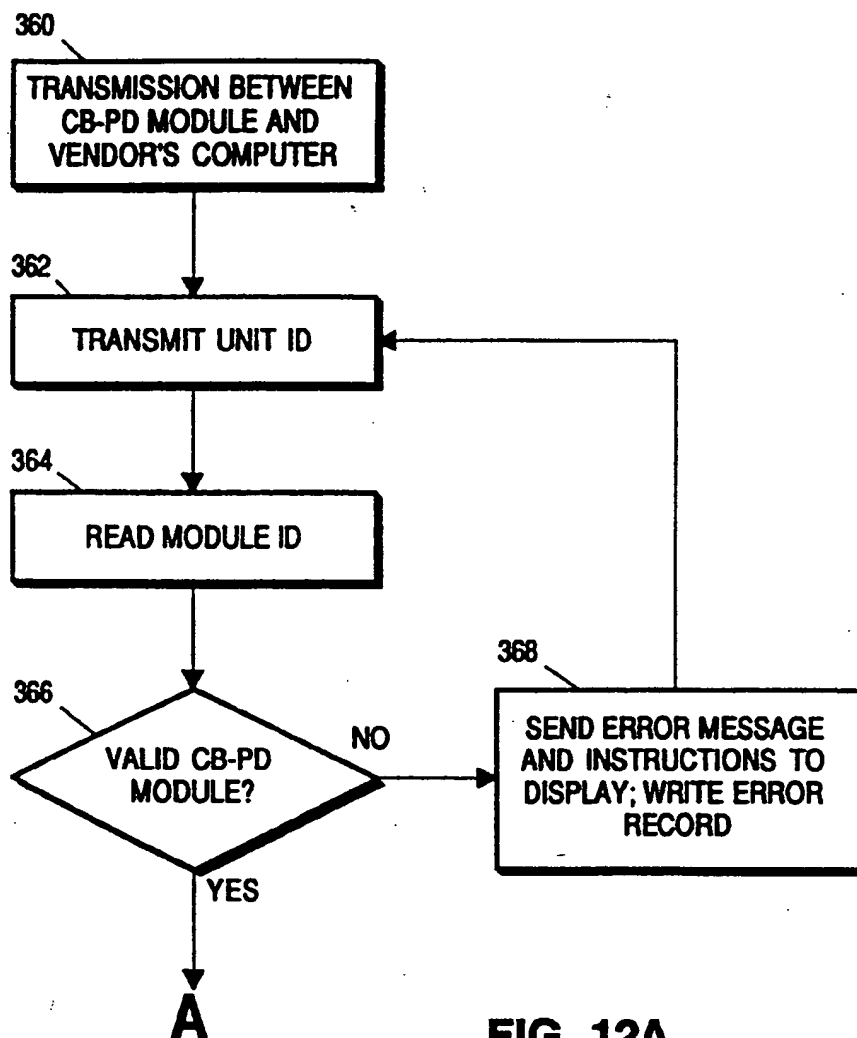 360
TRANSMISSION BETWEEN
CB-PD MODULE AND
VENDOR'S COMPUTER
362
TRANSMIT UNIT ID
364
READ MODULE ID
366
VALID CB-PD
MODULE?
NO
368
SEND ERROR MESSAGE
AND INSTRUCTIONS TO
DISPLAY; WRITE ERROR
RECORD
YES
A
FIG. 12A